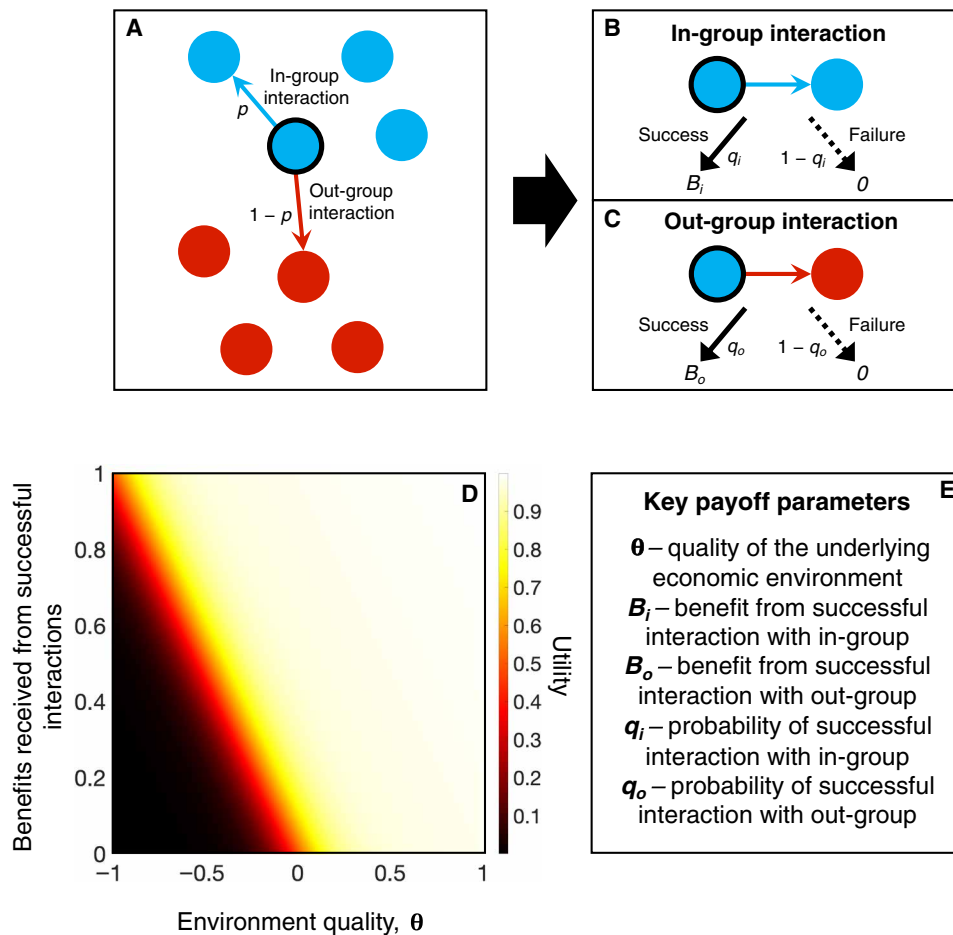 A
In-group
interaction
p
Out-group
interaction
1 – p
B
In-group interaction
Success
Failure
q_i
1 – q_i
B_i
0
C
Out-group interaction
Success
Failure
q_o
1 – q_o
B_o
0
D
Benefits received from successful
interactions
1
0.8
0.6
0.4
0.2
0
–1
–0.5
0
0.5
1
Environment quality, θ
0.9
0.8
0.7
0.6
0.5
0.4
0.3
0.2
0.1
Utility
E
Key payoff parameters
θ – quality of the underlying
economic environment
B_i – benefit from successful
interaction with in-group
B_o – benefit from successful
interaction with out-group
q_i – probability of successful
interaction with in-group
q_o – probability of successful
interaction with out-group